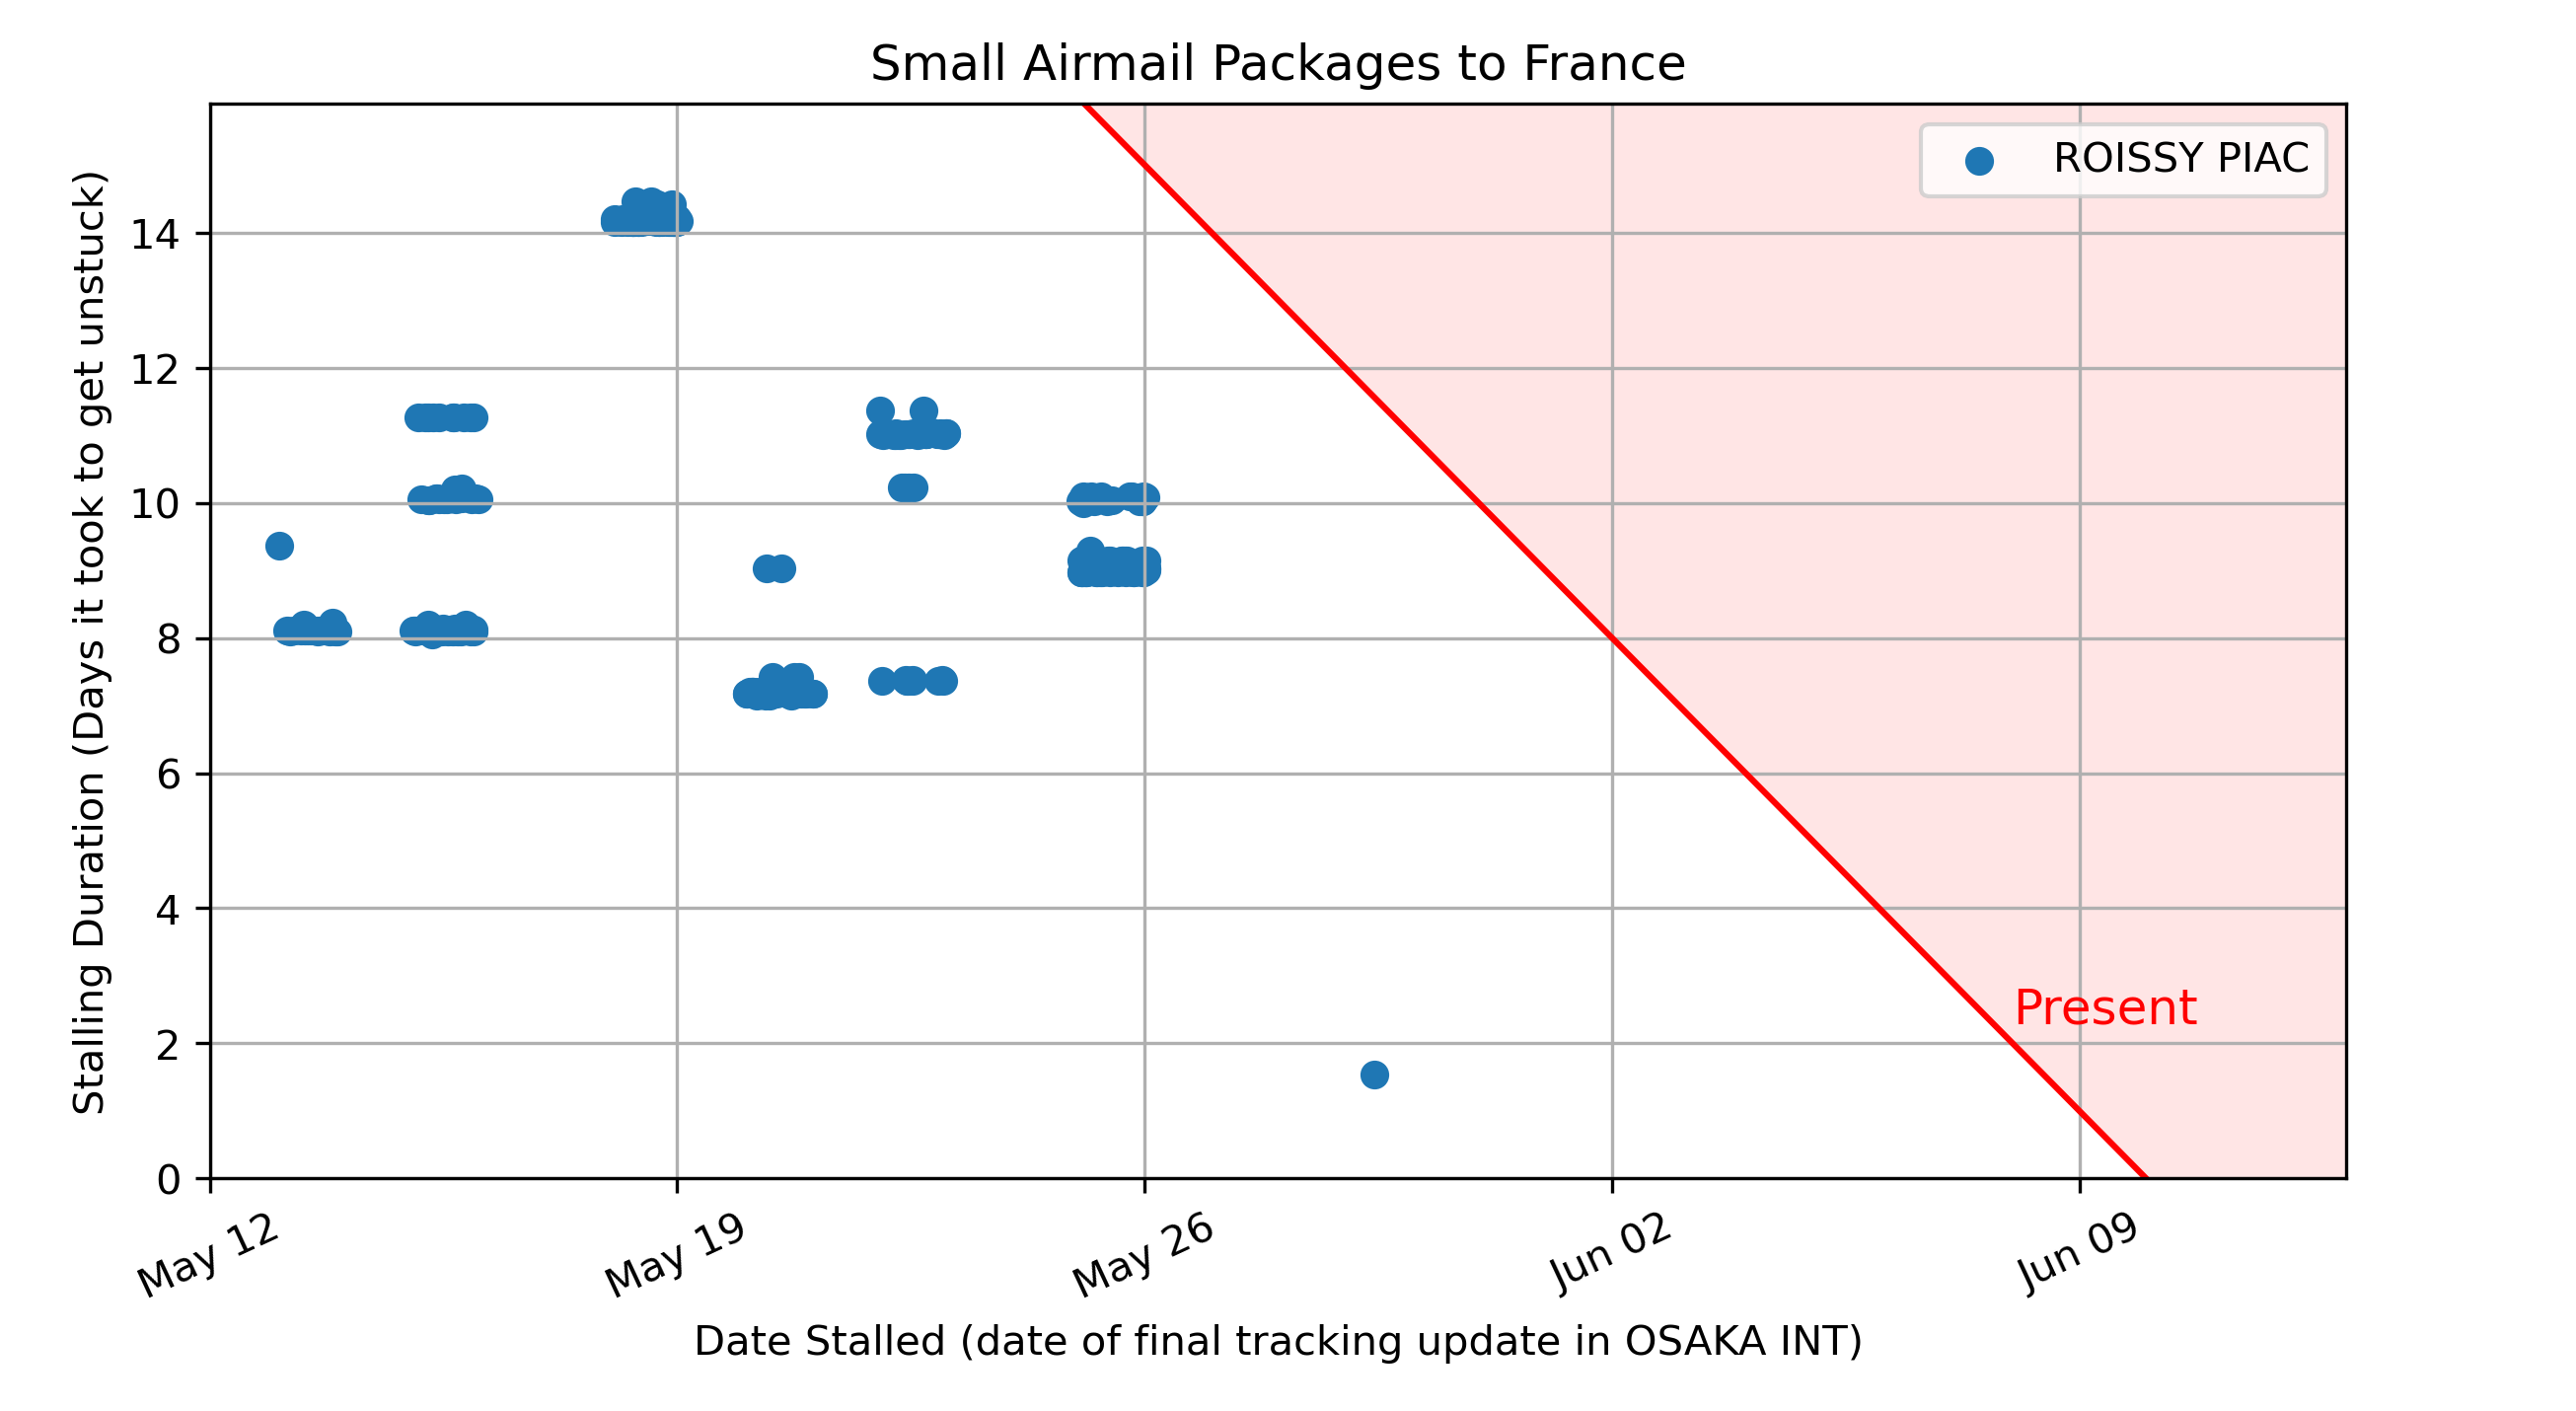 Small Airmail Packages to France
ROISSY PIAC
Stalling Duration (Days it took to get unstuck)
14
12
10
8
6
4
2
0
Present
May 12
May 19
May 26
Jun 02
Jun 09
Date Stalled (date of final tracking update in OSAKA INT)